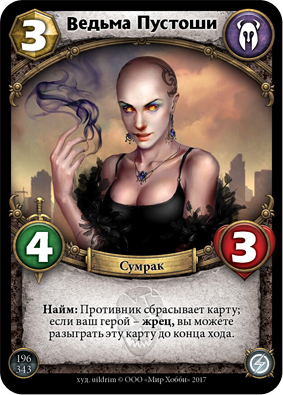 3
Ведьма Пустоши
4
3
Сумрак
Найм: Противник сбрасывает карту;
если ваш герой – жрец, вы можете
разыграть эту карту до конца хода.
196
343
худ. uildrim © ООО «Мир Хобби» 2017